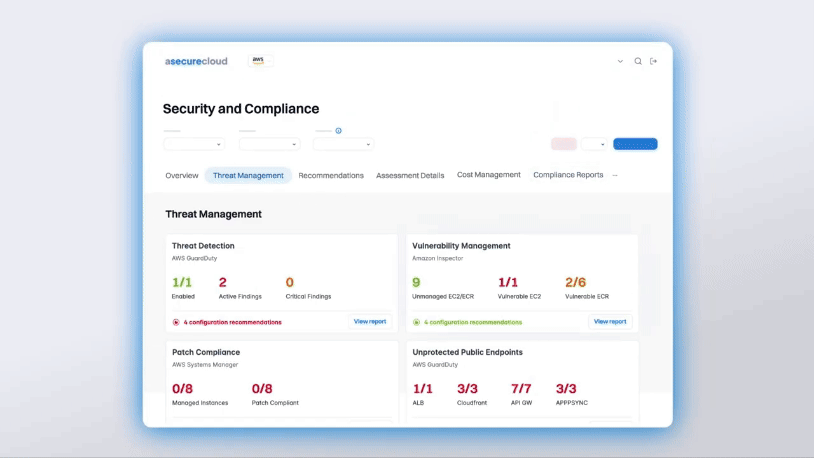 asecurecloud
aws
Security and Compliance
Overview
Threat Management
Recommendations
Assessment Details
Cost Management
Compliance Reports
Threat Management
Threat Detection
AWS GuardDuty
1/1 2 0
Enabled Active Findings Critical Findings
4 configuration recommendations
View report
Vulnerability Management
Amazon Inspector
9 1/1 2/6
Unmanaged EC2/ECR Vulnerable EC2 Vulnerable ECR
4 configuration recommendations
View report
Patch Compliance
AWS Systems Manager
0/8 0/8
Managed Instances Patch Compliant
Unprotected Public Endpoints
AWS GuardDuty
1/1 3/3 7/7 3/3
ALB Cloudfront API GW APPPSYNC